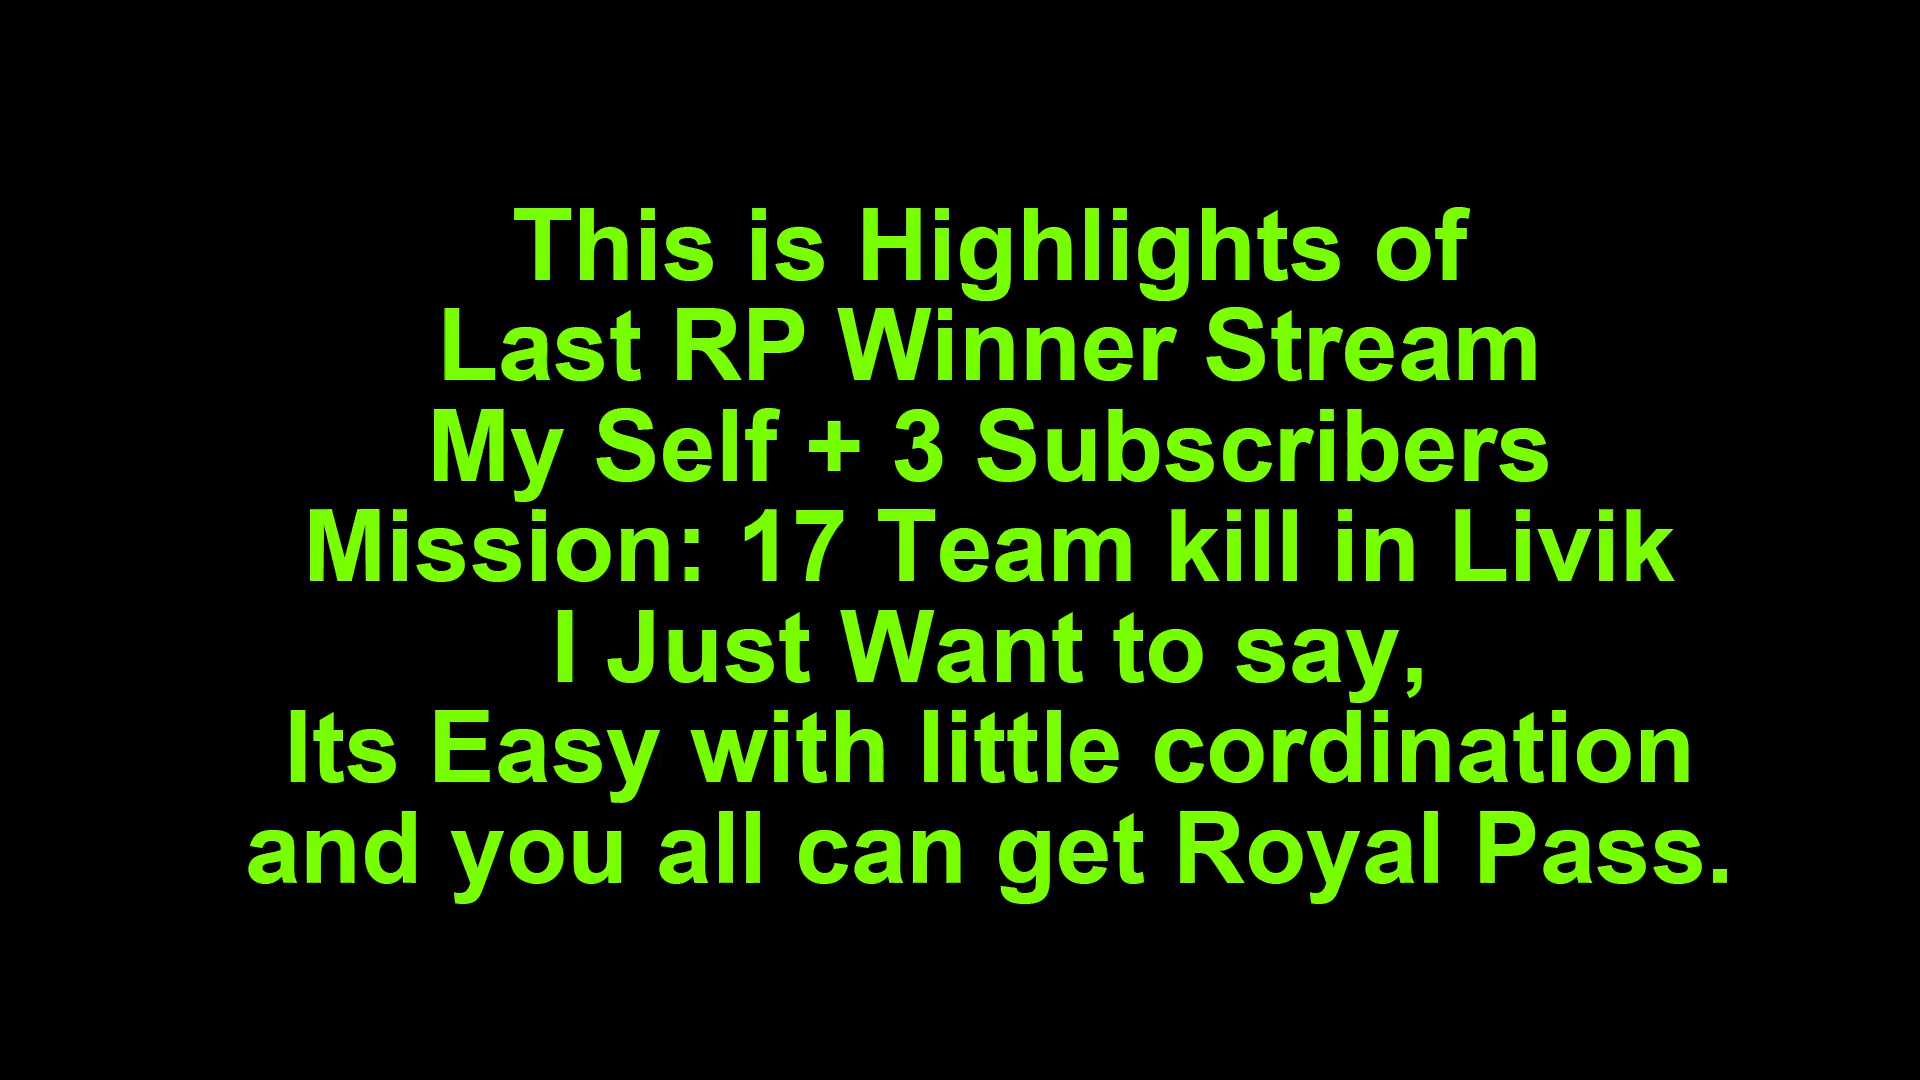 This is Highlights of
Last RP Winner Stream
My Self + 3 Subscribers
Mission: 17 Team kill in Livik
I Just Want to say,
Its Easy with little cordination
and you all can get Royal Pass.